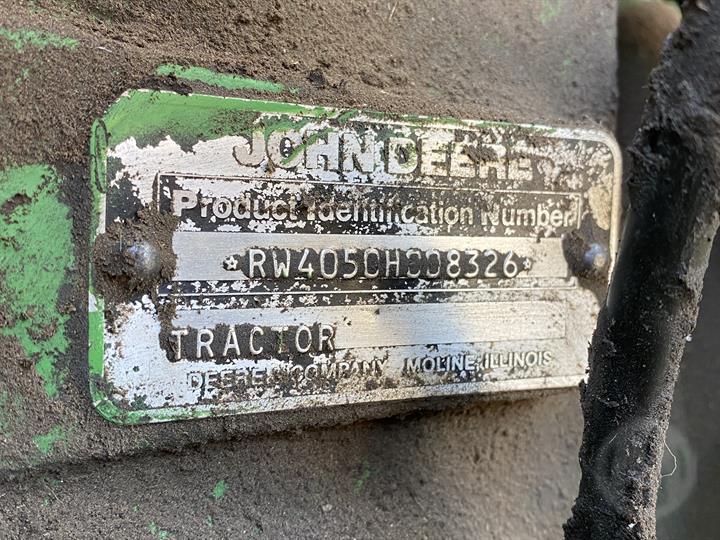 JOHN DEERE
Product Identification Number
*RW4050H008326*
TRACTOR
DEERE & COMPANY MOLINE, ILLINOIS